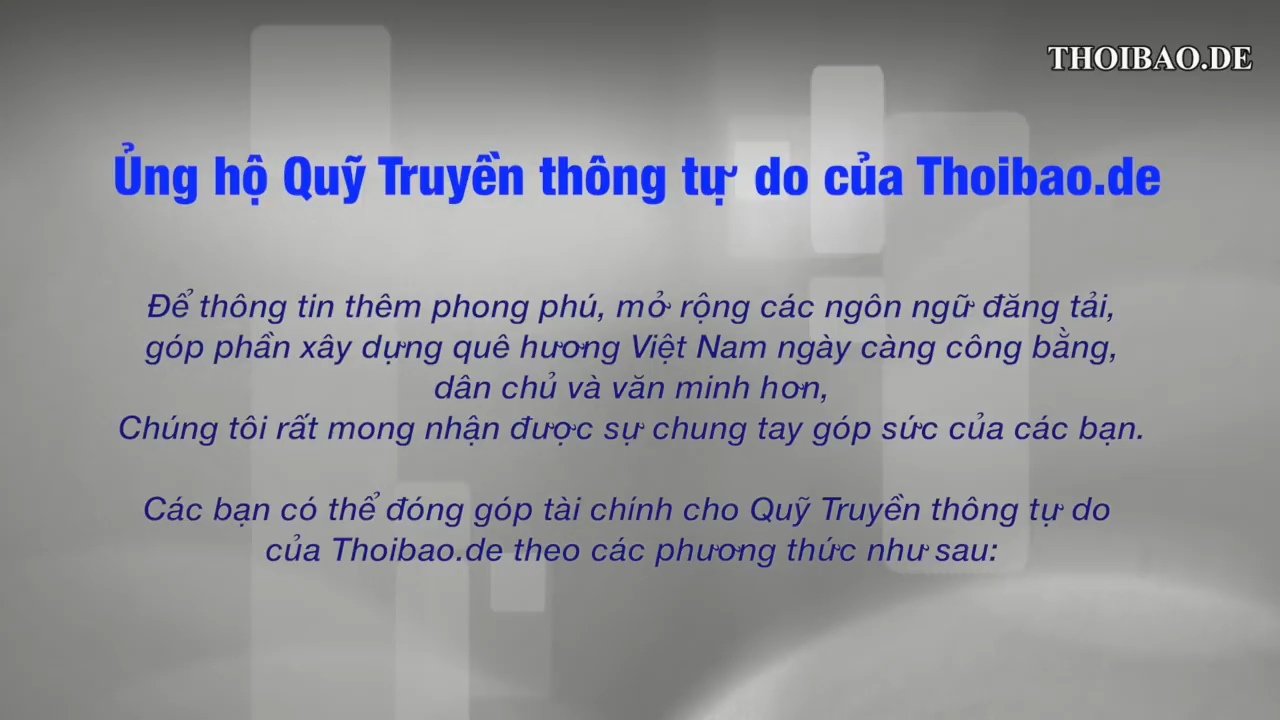 THOIBAO.DE
Ủng hộ Quỹ Truyền thông tự do của Thoibao.de
Để thông tin thêm phong phú, mở rộng các ngôn ngữ đăng tải,
góp phần xây dựng quê hương Việt Nam ngày càng công bằng,
dân chủ và văn minh hơn,
Chúng tôi rất mong nhận được sự chung tay góp sức của các bạn.
Các bạn có thể đóng góp tài chính cho Quỹ Truyền thông tự do
của Thoibao.de theo các phương thức như sau: